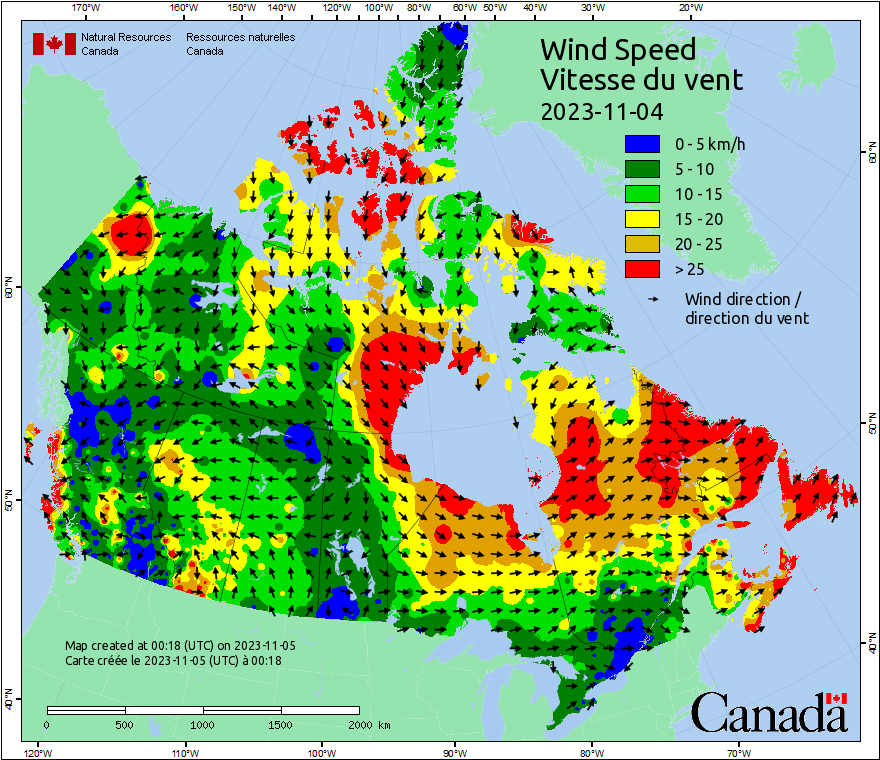 170°W 160°W 150°W 140°W 130°W 120°W 110°W 100°W 90°W 80°W 70°W 60°W 50°W 40°W 30°W 20°W
Natural Resources Ressources naturelles
Canada Canada
Wind Speed
Vitesse du vent
2023-11-04
0 - 5 km/h
5 - 10
10 - 15
15 - 20
20 - 25
> 25
Wind direction /
direction du vent
60°N
60°N
50°N
50°N
40°N
40°N
Map created at 00:18 (UTC) on 2023-11-05
Carte créée le 2023-11-05 (UTC) à 00:18
0 500 1000 1500 2000 km
Canada
120°W 110°W 100°W 90°W 80°W 70°W